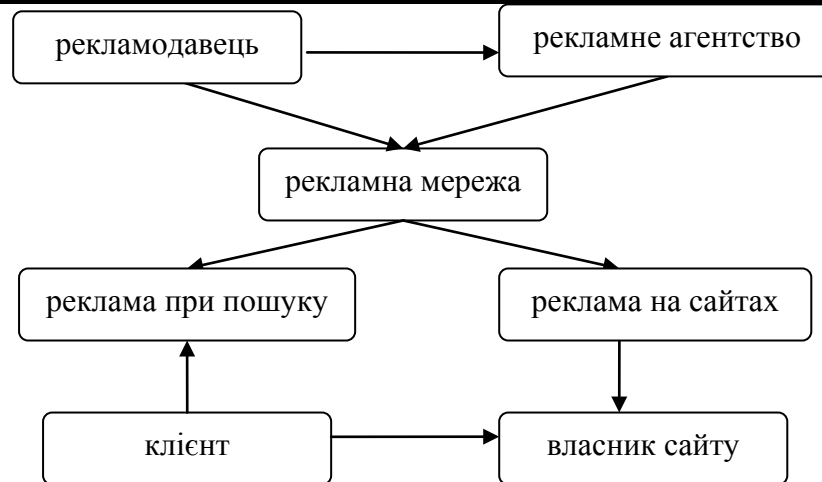 рекламодавець
рекламне агентство
рекламна мережа
реклама при пошуку
реклама на сайтах
клієнт
власник сайту